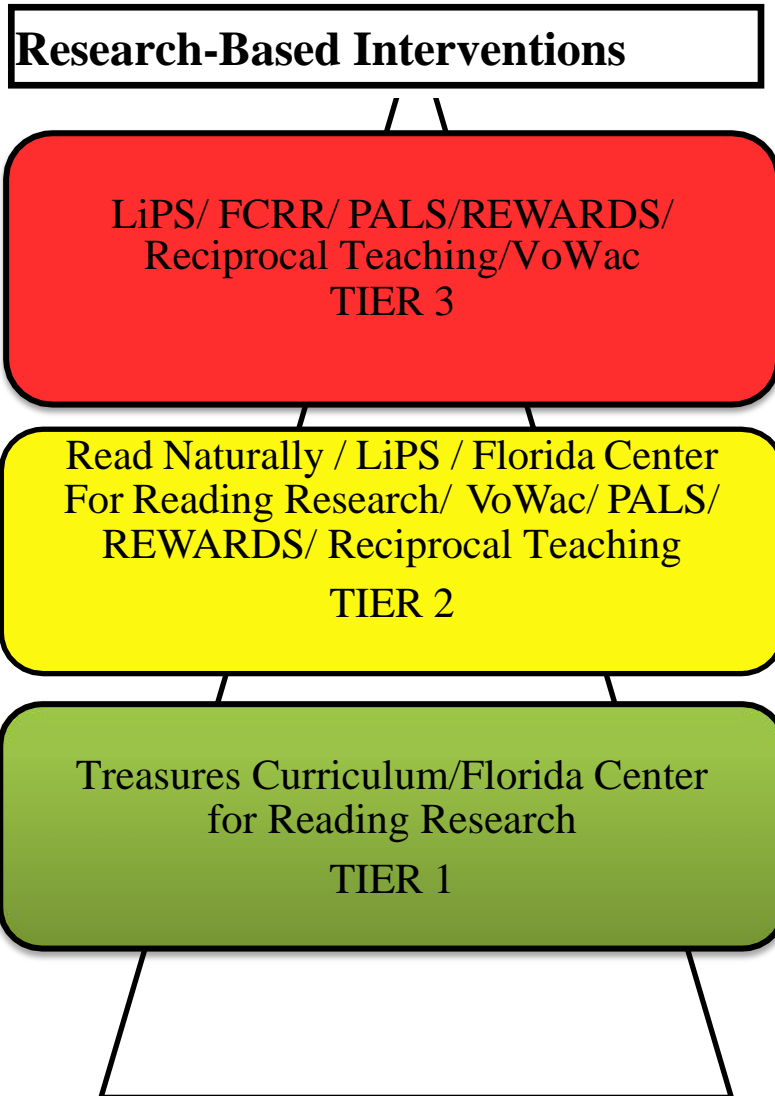 Research-Based Interventions
LiPS/ FCRR/ PALS/REWARDS/
Reciprocal Teaching/VoWac
TIER 3
Read Naturally / LiPS / Florida Center
For Reading Research/ VoWac/ PALS/
REWARDS/ Reciprocal Teaching
TIER 2
Treasures Curriculum/Florida Center
for Reading Research
TIER 1